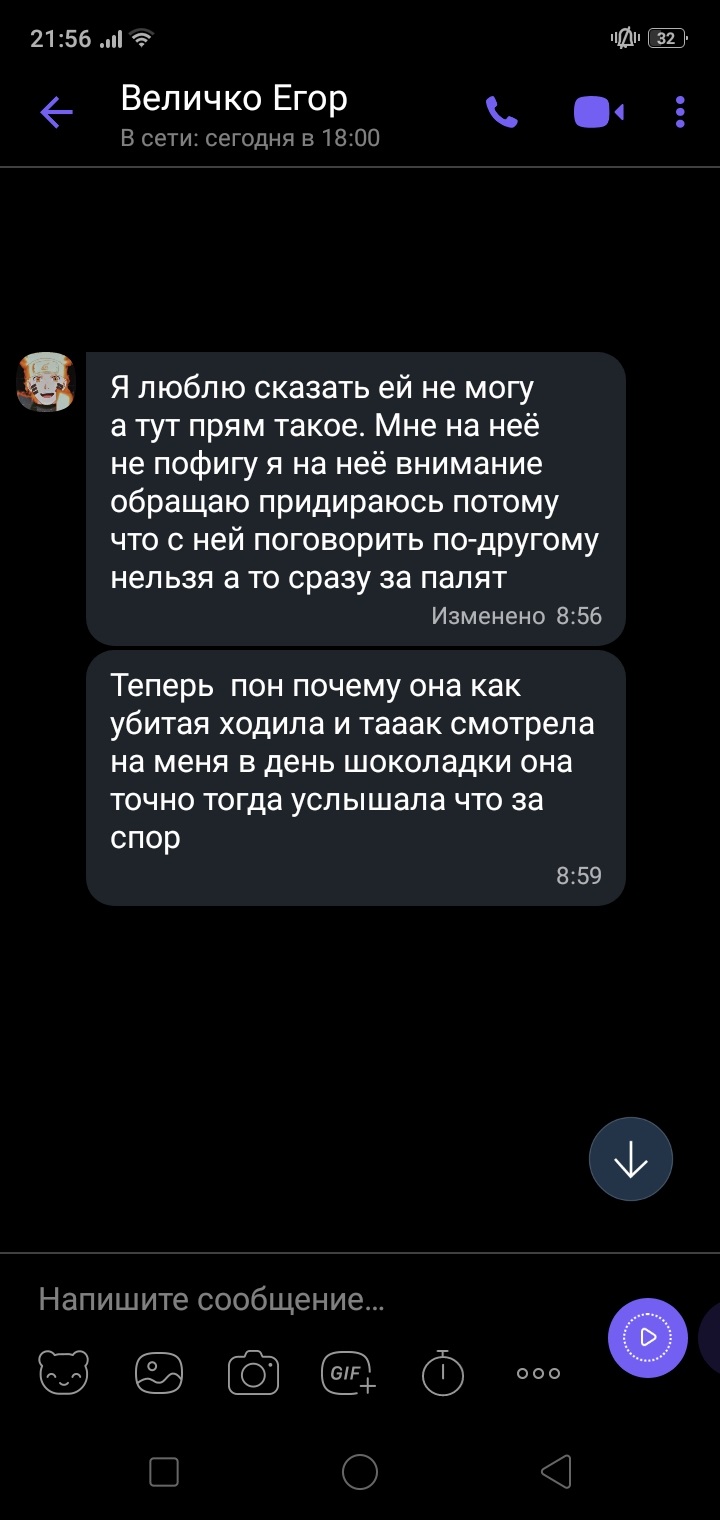 21:56
32
Величко Егор
В сети: сегодня в 18:00
Я люблю сказать ей не могу
а тут прям такое. Мне на неё
не пофигу я на неё внимание
обращаю придираюсь потому
что с ней поговорить по-другому
нельзя а то сразу за палят
Изменено 8:56
Теперь  пон почему она как
убитая ходила и тааак смотрела
на меня в день шоколадки она
точно тогда услышала что за
спор
8:59
Напишите сообщение...
GIF